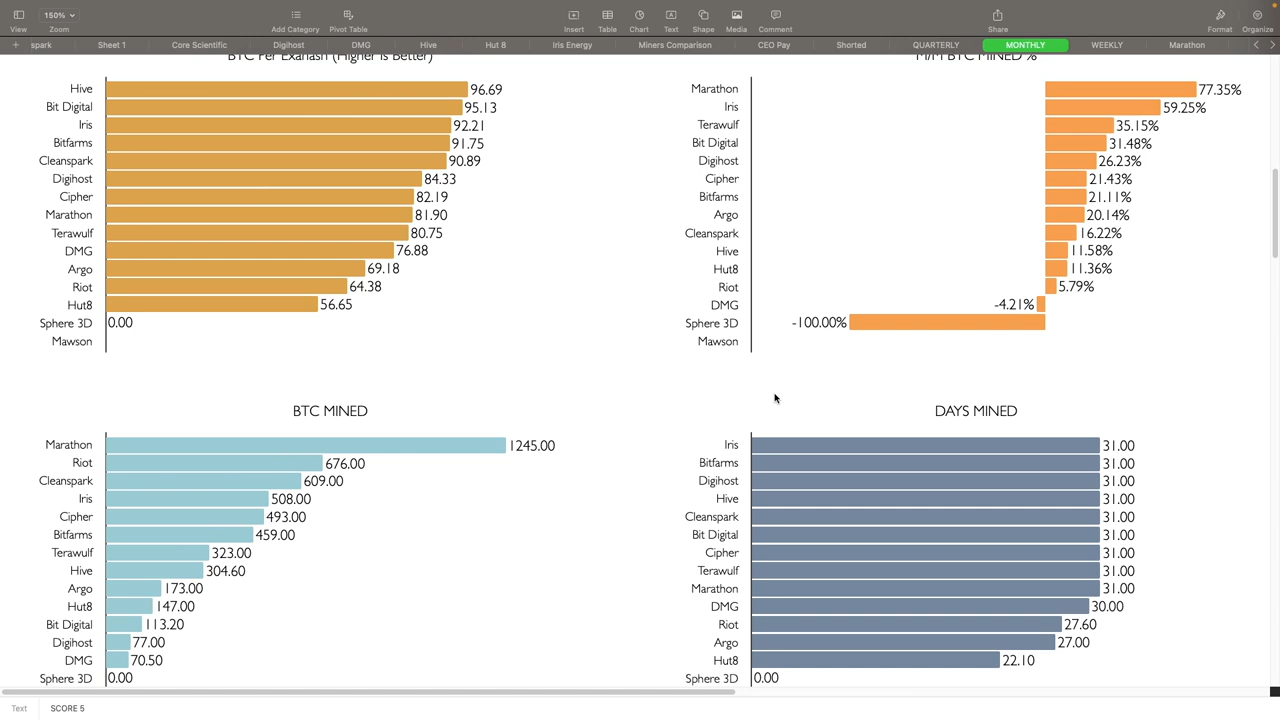 150%
View
Zoom
Add Category
Pivot Table
Insert
Table
Chart
Text
Shape
Media
Comment
Share
Format
Organize
spark
Sheet 1
Core Scientific
Digihost
DMG
Hive
Hut 8
Iris Energy
Miners Comparison
CEO Pay
Shorted
QUARTERLY
MONTHLY
WEEKLY
Marathon
BTC Per Exahash (Higher is Better)
Hive 96.69
Bit Digital 95.13
Iris 92.21
Bitfarms 91.75
Cleanspark 90.89
Digihost 84.33
Cipher 82.19
Marathon 81.90
Terawulf 80.75
DMG 76.88
Argo 69.18
Riot 64.38
Hut8 56.65
Sphere 3D 0.00
Mawson
M/M BTC MINED %
Marathon 77.35%
Iris 59.25%
Terawulf 35.15%
Bit Digital 31.48%
Digihost 26.23%
Cipher 21.43%
Bitfarms 21.11%
Argo 20.14%
Cleanspark 16.22%
Hive 11.58%
Hut8 11.36%
Riot 5.79%
DMG -4.21%
Sphere 3D -100.00%
Mawson
BTC MINED
Marathon 1245.00
Riot 676.00
Cleanspark 609.00
Iris 508.00
Cipher 493.00
Bitfarms 459.00
Terawulf 323.00
Hive 304.60
Argo 173.00
Hut8 147.00
Bit Digital 113.20
Digihost 77.00
DMG 70.50
Sphere 3D 0.00
DAYS MINED
Iris 31.00
Bitfarms 31.00
Digihost 31.00
Hive 31.00
Cleanspark 31.00
Bit Digital 31.00
Cipher 31.00
Terawulf 31.00
Marathon 31.00
DMG 30.00
Riot 27.60
Argo 27.00
Hut8 22.10
Sphere 3D 0.00
Text
SCORE 5